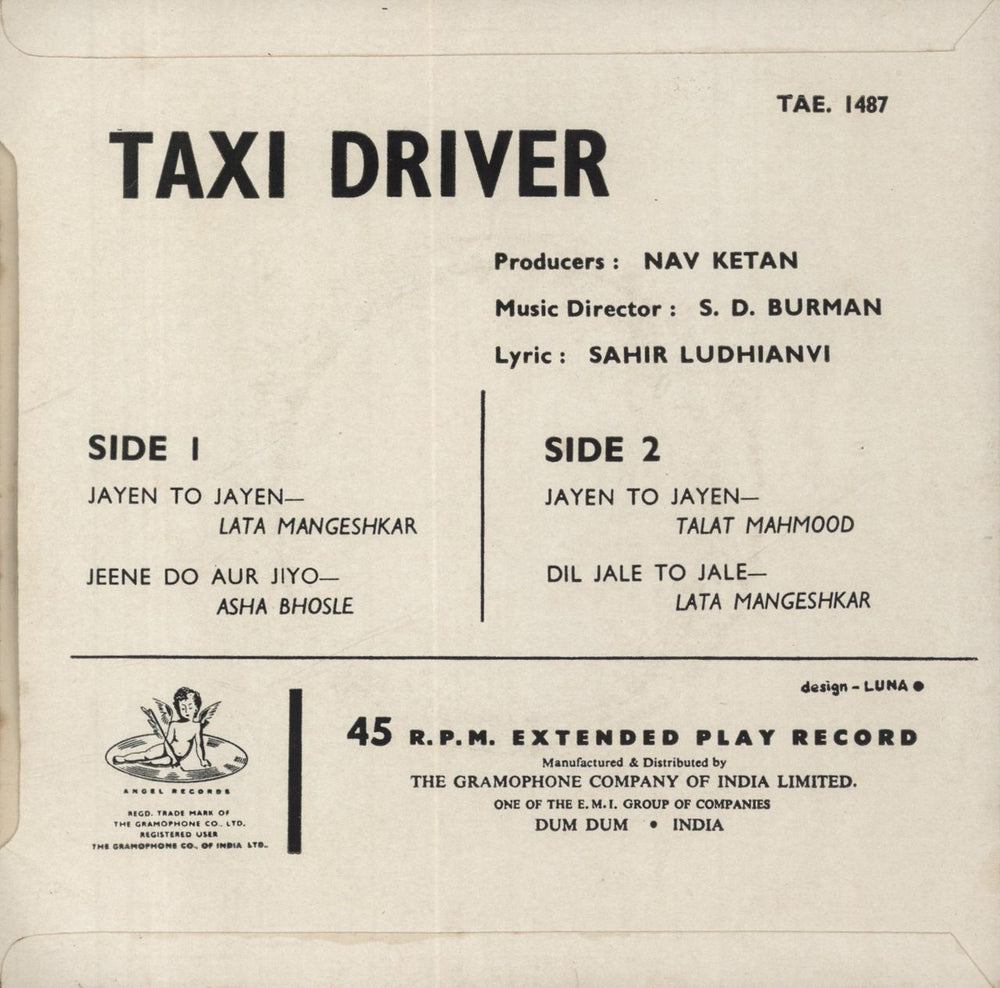 TAE. 1487
TAXI DRIVER
Producers : NAV KETAN
Music Director : S. D. BURMAN
Lyric : SAHIR LUDHIANVI
SIDE 1
JAYEN TO JAYEN—
LATA MANGESHKAR
JEENE DO AUR JIYO—
ASHA BHOSLE
SIDE 2
JAYEN TO JAYEN—
TALAT MAHMOOD
DIL JALE TO JALE—
LATA MANGESHKAR
design - LUNA ●
ANGEL RECORDS
REGD. TRADE MARK OF
THE GRAMOPHONE CO., LTD.
REGISTERED USER
THE GRAMOPHONE CO., OF INDIA LTD.
45 R.P.M. EXTENDED PLAY RECORD
Manufactured & Distributed by
THE GRAMOPHONE COMPANY OF INDIA LIMITED.
ONE OF THE E.M.I. GROUP OF COMPANIES
DUM DUM • INDIA